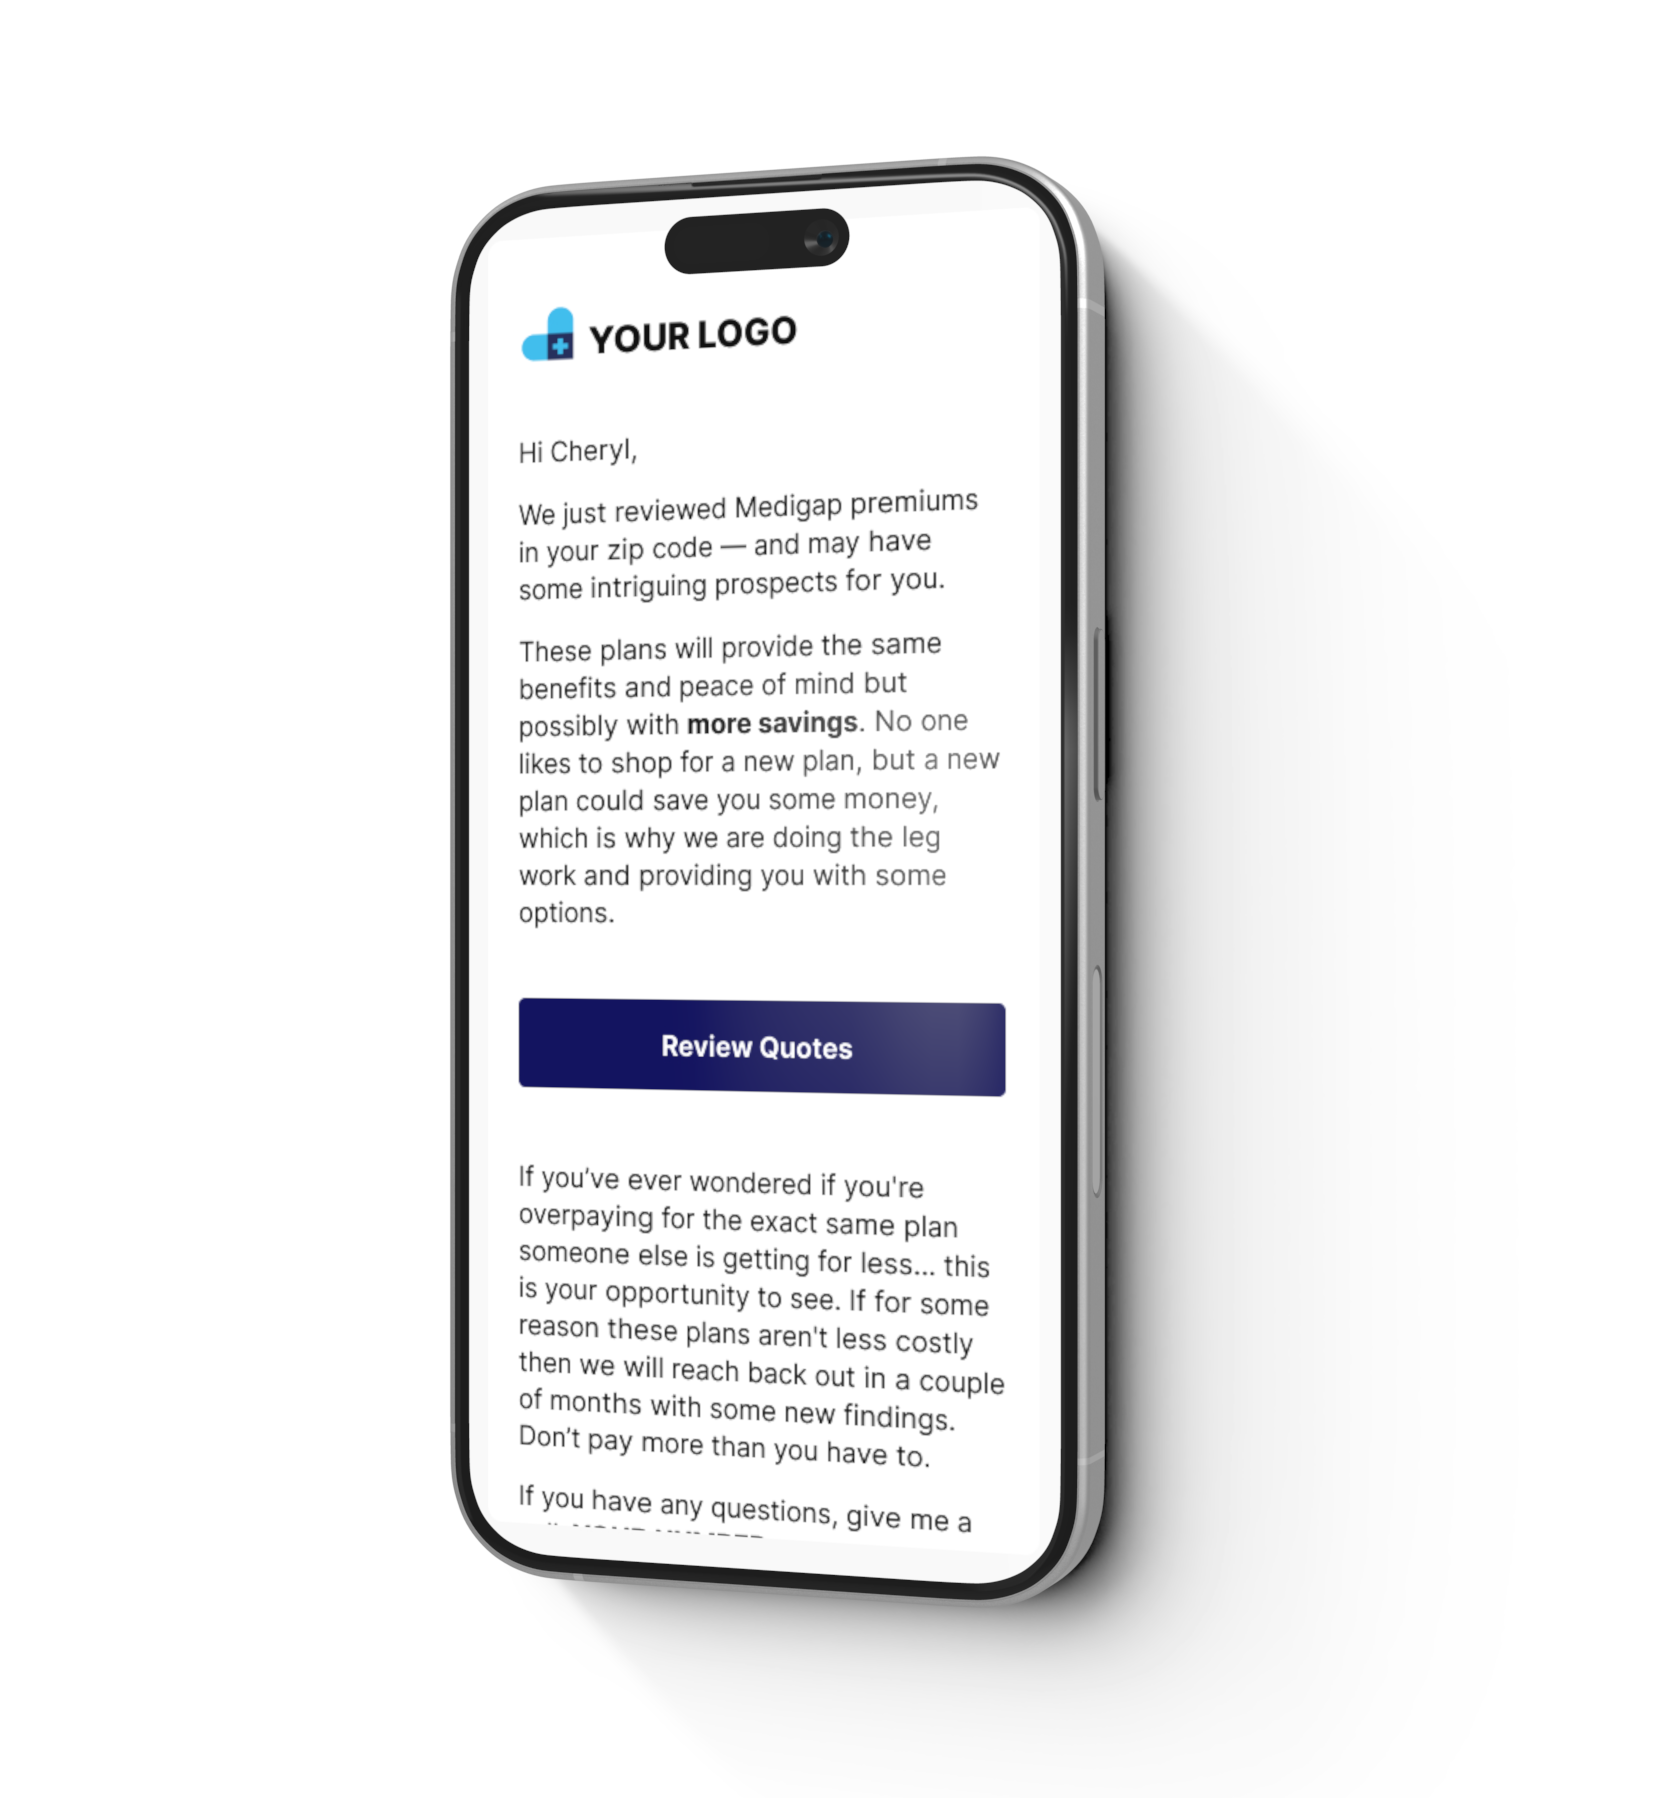 YOUR LOGO
Hi Cheryl,
We just reviewed Medigap premiums
in your zip code — and may have
some intriguing prospects for you.
These plans will provide the same
benefits and peace of mind but
possibly with more savings. No one
likes to shop for a new plan, but a new
plan could save you some money,
which is why we are doing the leg
work and providing you with some
options.
Review Quotes
If you’ve ever wondered if you're
overpaying for the exact same plan
someone else is getting for less... this
is your opportunity to see. If for some
reason these plans aren't less costly
then we will reach back out in a couple
of months with some new findings.
Don’t pay more than you have to.
If you have any questions, give me a